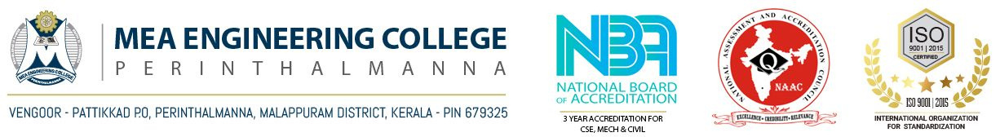 MEA ENGINEERING COLLEGE
PERINTHALMANNA
MEA ENGINEERING COLLEGE
PERINTHALMANNA
VENGOOR - PATTIKKAD P.O, PERINTHALMANNA, MALAPPURAM DISTRICT, KERALA - PIN 679325
NBA
NATIONAL BOARD
OF ACCREDITATION
3 YEAR ACCREDITATION FOR
CSE, MECH & CIVIL
NATIONAL ASSESSMENT AND ACCREDITATION COUNCIL
Q
NAAC
EXCELLENCE • CREDIBILITY • RELEVANCE
ISO
9001 | 2015
CERTIFIED
ISO 9001 | 2015
INTERNATIONAL ORGANIZATION
FOR STANDARDIZATION